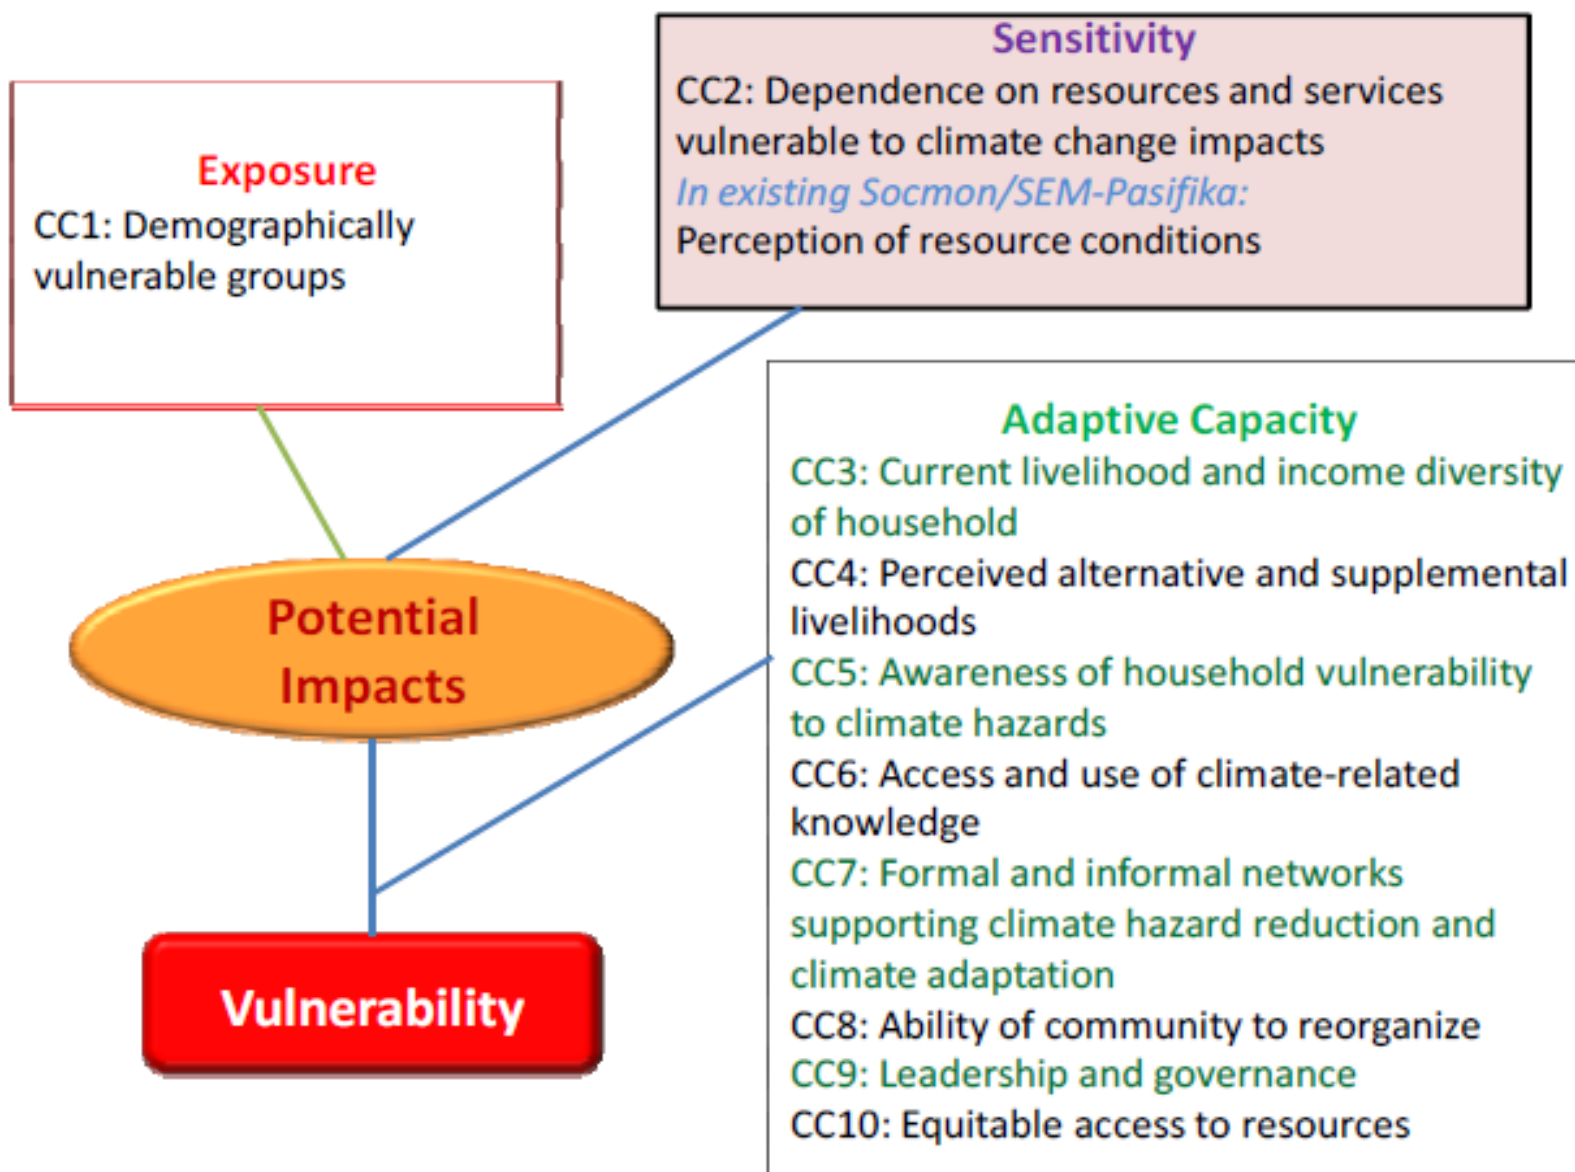 Exposure
CC1: Demographically
vulnerable groups
Sensitivity
CC2: Dependence on resources and services
vulnerable to climate change impacts
In existing Socmon/SEM-Pasifika:
Perception of resource conditions
Adaptive Capacity
CC3: Current livelihood and income diversity
of household
CC4: Perceived alternative and supplemental
livelihoods
CC5: Awareness of household vulnerability
to climate hazards
CC6: Access and use of climate-related
knowledge
CC7: Formal and informal networks
supporting climate hazard reduction and
climate adaptation
CC8: Ability of community to reorganize
CC9: Leadership and governance
CC10: Equitable access to resources
Potential
Impacts
Vulnerability